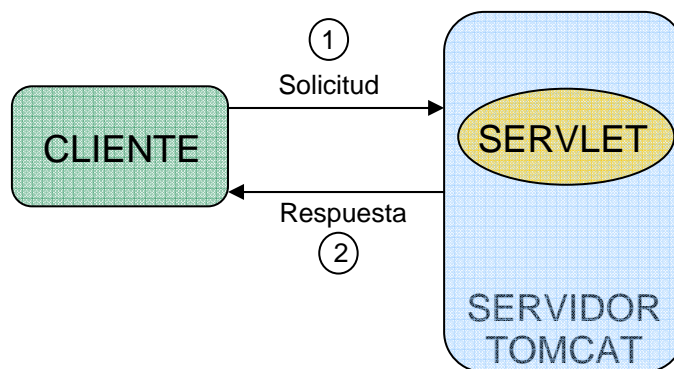 1
Solicitud
CLIENTE
SERVLET
Respuesta
2
SERVIDOR
TOMCAT